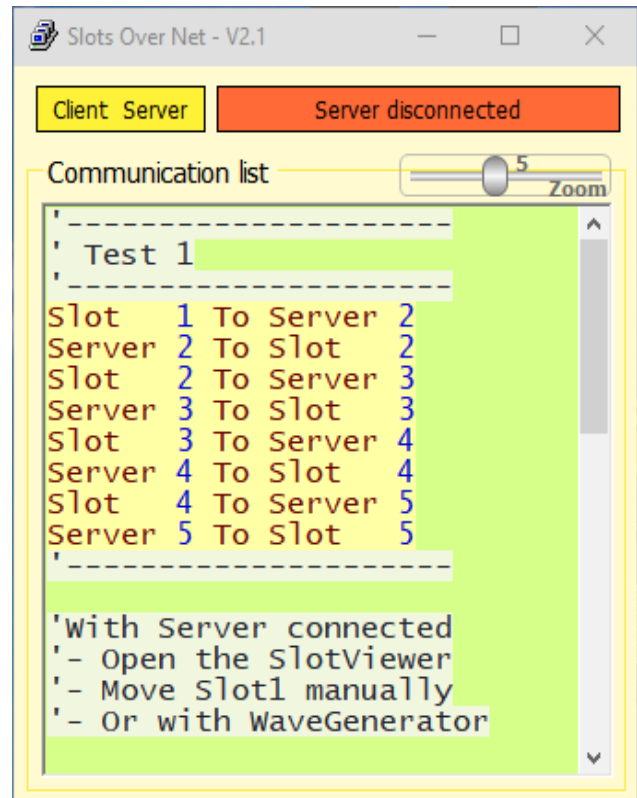 Slots Over Net - V2.1
Client Server
Server disconnected
Communication list
5
Zoom
'----------------------
' Test 1
'----------------------
Slot   1 To Server 2
Server 2 To Slot   2
Slot   2 To Server 3
Server 3 To Slot   3
Slot   3 To Server 4
Server 4 To Slot   4
Slot   4 To Server 5
Server 5 To Slot   5
'----------------------
'With Server connected
'- Open the SlotViewer
'- Move Slot1 manually
'- Or with WaveGenerator